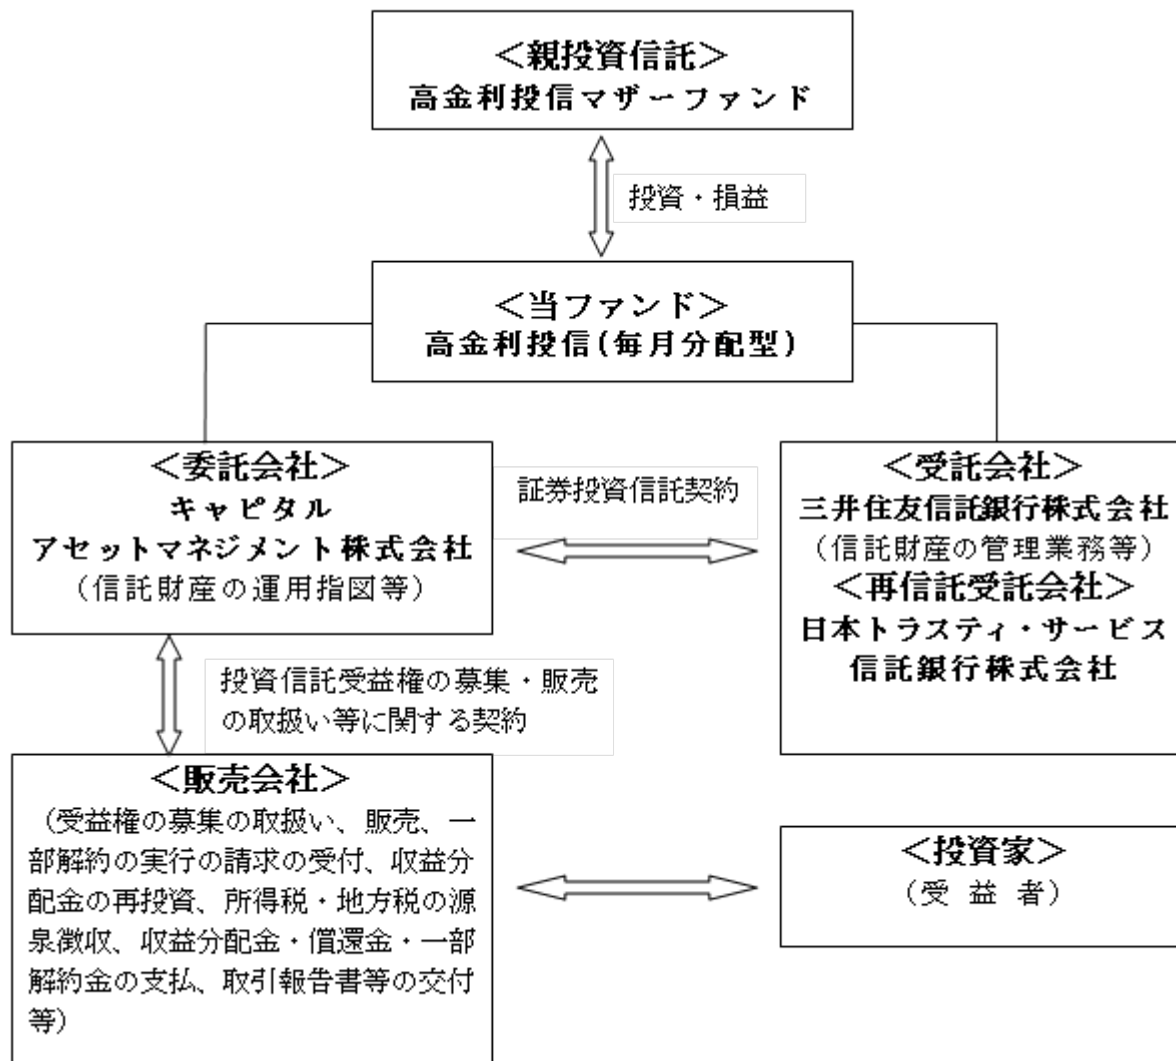 ＜親投資信託＞
高金利投信マザーファンド
投資・損益
＜当ファンド＞
高金利投信(毎月分配型)
＜委託会社＞
キャピタル
アセットマネジメント株式会社
（信託財産の運用指図等）
証券投資信託契約
＜受託会社＞
三井住友信託銀行株式会社
（信託財産の管理業務等）
＜再信託受託会社＞
日本トラスティ・サービス
信託銀行株式会社
投資信託受益権の募集・販売
の取扱い等に関する契約
＜販売会社＞
（受益権の募集の取扱い、販売、一
部解約の実行の請求の受付、収益分
配金の再投資、所得税・地方税の源
泉徴収、収益分配金・償還金・一部
解約金の支払、取引報告書等の交付
等）
＜投資家＞
（受 益 者）